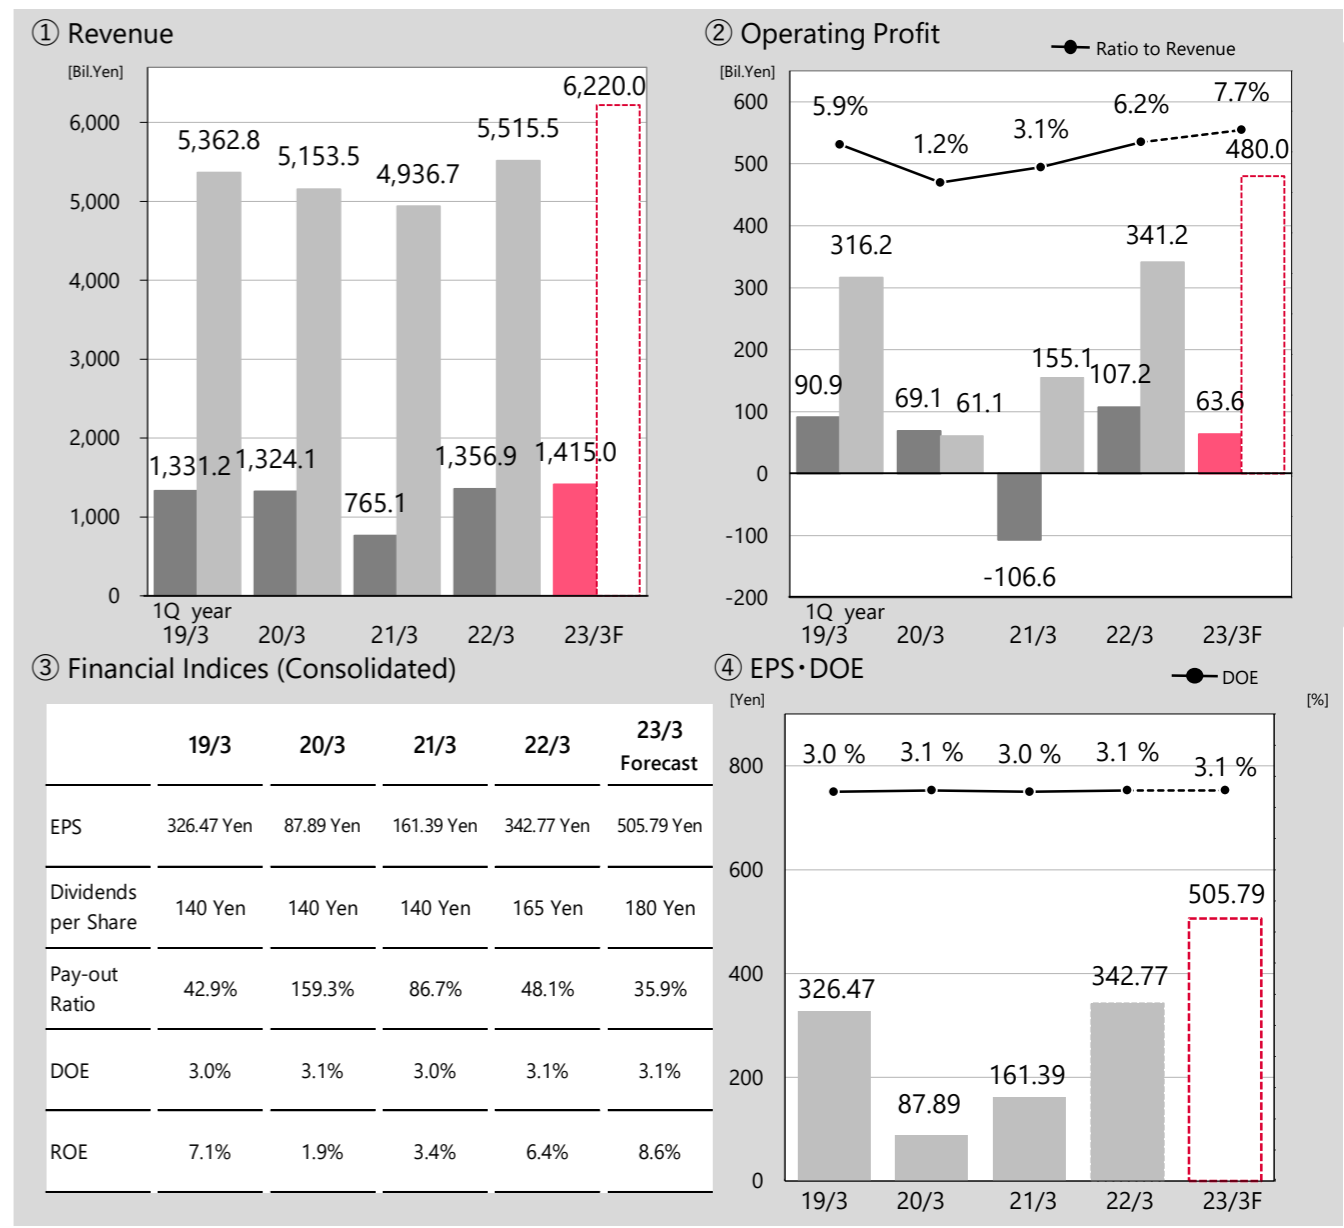 ① Revenue
[Bil.Yen]
6,000
5,000
4,000
3,000
2,000
1,000
0
5,362.8
5,153.5
4,936.7
5,515.5
6,220.0
1,331.2
1,324.1
765.1
1,356.9
1,415.0
1Q year
19/3 20/3 21/3 22/3 23/3F
② Operating Profit
Ratio to Revenue
[Bil.Yen]
600
500
400
300
200
100
0
-100
-200
5.9%
1.2%
3.1%
6.2%
7.7%
480.0
316.2
341.2
155.1
107.2
90.9
69.1
61.1
63.6
-106.6
1Q year
19/3 20/3 21/3 22/3 23/3F
③ Financial Indices (Consolidated)
19/3 20/3 21/3 22/3 23/3
Forecast
EPS 326.47 Yen 87.89 Yen 161.39 Yen 342.77 Yen 505.79 Yen
Dividends
per Share 140 Yen 140 Yen 140 Yen 165 Yen 180 Yen
Pay-out
Ratio 42.9% 159.3% 86.7% 48.1% 35.9%
DOE 3.0% 3.1% 3.0% 3.1% 3.1%
ROE 7.1% 1.9% 3.4% 6.4% 8.6%
④ EPS・DOE
DOE
[Yen]
[%]
800
600
400
200
0
3.0 % 3.1 % 3.0 % 3.1 % 3.1 %
505.79
326.47
342.77
161.39
87.89
19/3 20/3 21/3 22/3 23/3F